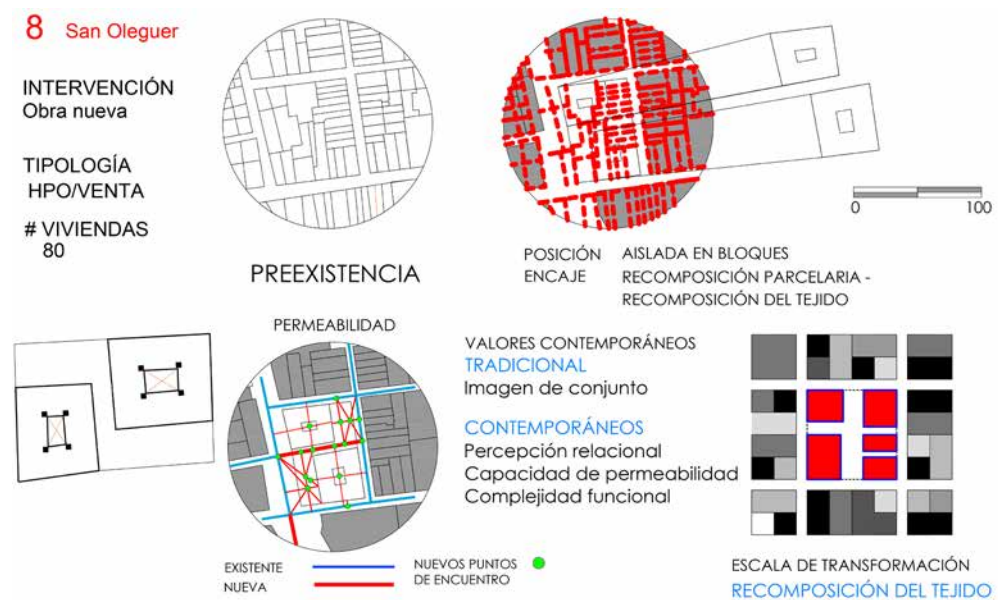 8 San Oleguer
INTERVENCIÓN
Obra nueva
TIPOLOGÍA
HPO/VENTA
# VIVIENDAS
80
PREEXISTENCIA
0 100
POSICIÓN AISLADA EN BLOQUES
ENCAJE RECOMPOSICIÓN PARCELARIA -
RECOMPOSICIÓN DEL TEJIDO
PERMEABILIDAD
EXISTENTE
NUEVA
NUEVOS PUNTOS
DE ENCUENTRO
VALORES CONTEMPORÁNEOS
TRADICIONAL
Imagen de conjunto
CONTEMPORÁNEOS
Percepción relacional
Capacidad de permeabilidad
Complejidad funcional
ESCALA DE TRANSFORMACIÓN
RECOMPOSICIÓN DEL TEJIDO